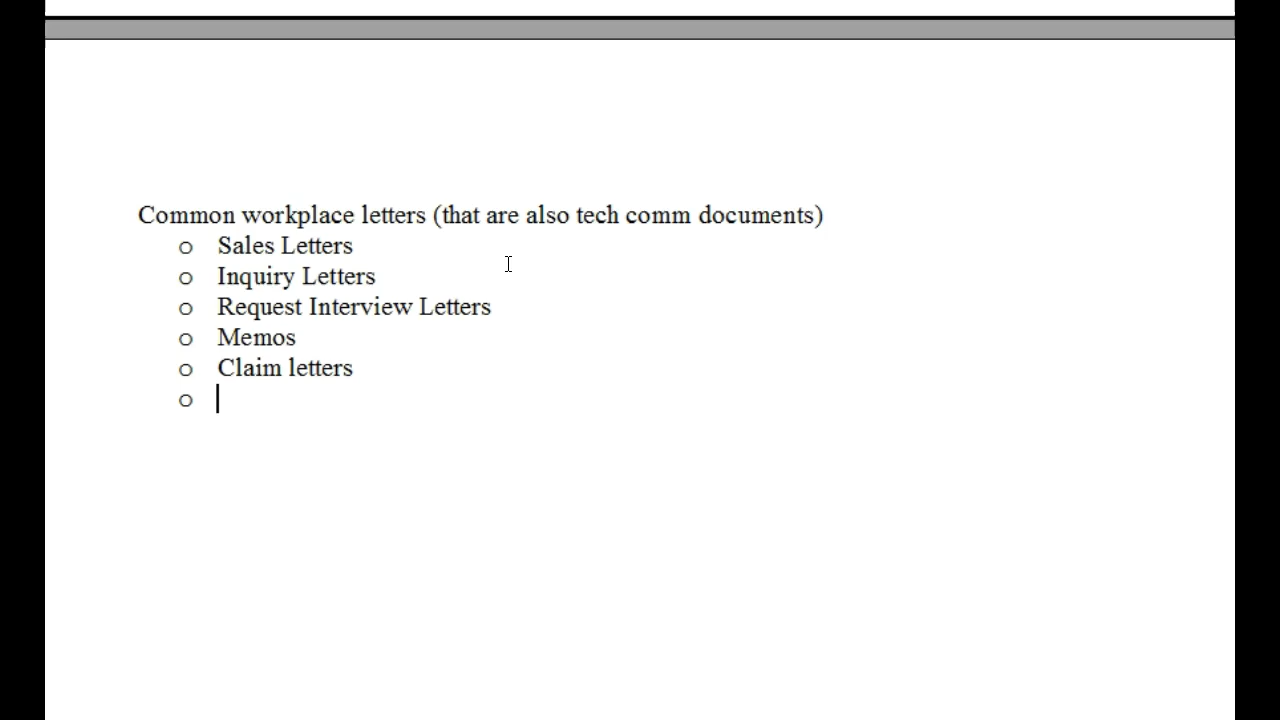 Common workplace letters (that are also tech comm documents)
o Sales Letters
o Inquiry Letters
o Request Interview Letters
o Memos
o Claim letters
o